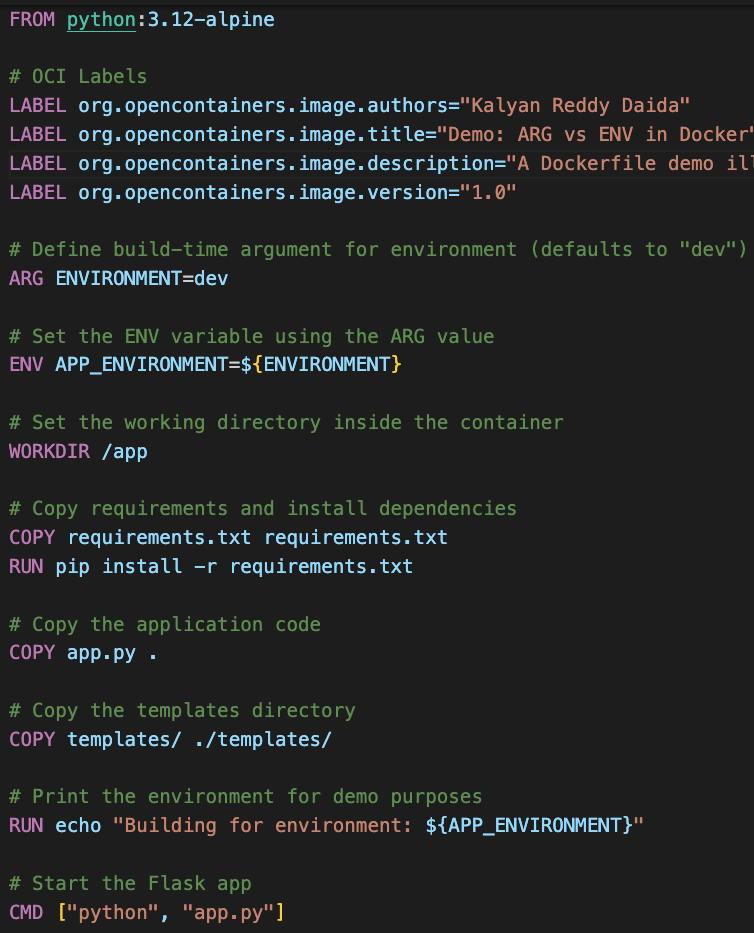 FROM python:3.12-alpine
# OCI Labels
LABEL org.opencontainers.image.authors="Kalyan Reddy Daida"
LABEL org.opencontainers.image.title="Demo: ARG vs ENV in Docker"
LABEL org.opencontainers.image.description="A Dockerfile demo
LABEL org.opencontainers.image.version="1.0"
# Define build-time argument for environment (defaults to "dev")
ARG ENVIRONMENT=dev
# Set the ENV variable using the ARG value
ENV APP_ENVIRONMENT=${ENVIRONMENT}
# Set the working directory inside the container
WORKDIR /app
# Copy requirements and install dependencies
COPY requirements.txt requirements.txt
RUN pip install -r requirements.txt
# Copy the application code
COPY app.py .
# Copy the templates directory
COPY templates/ ./templates/
# Print the environment for demo purposes
RUN echo "Building for environment: ${APP_ENVIRONMENT}"
# Start the Flask app
CMD ["python", "app.py"]